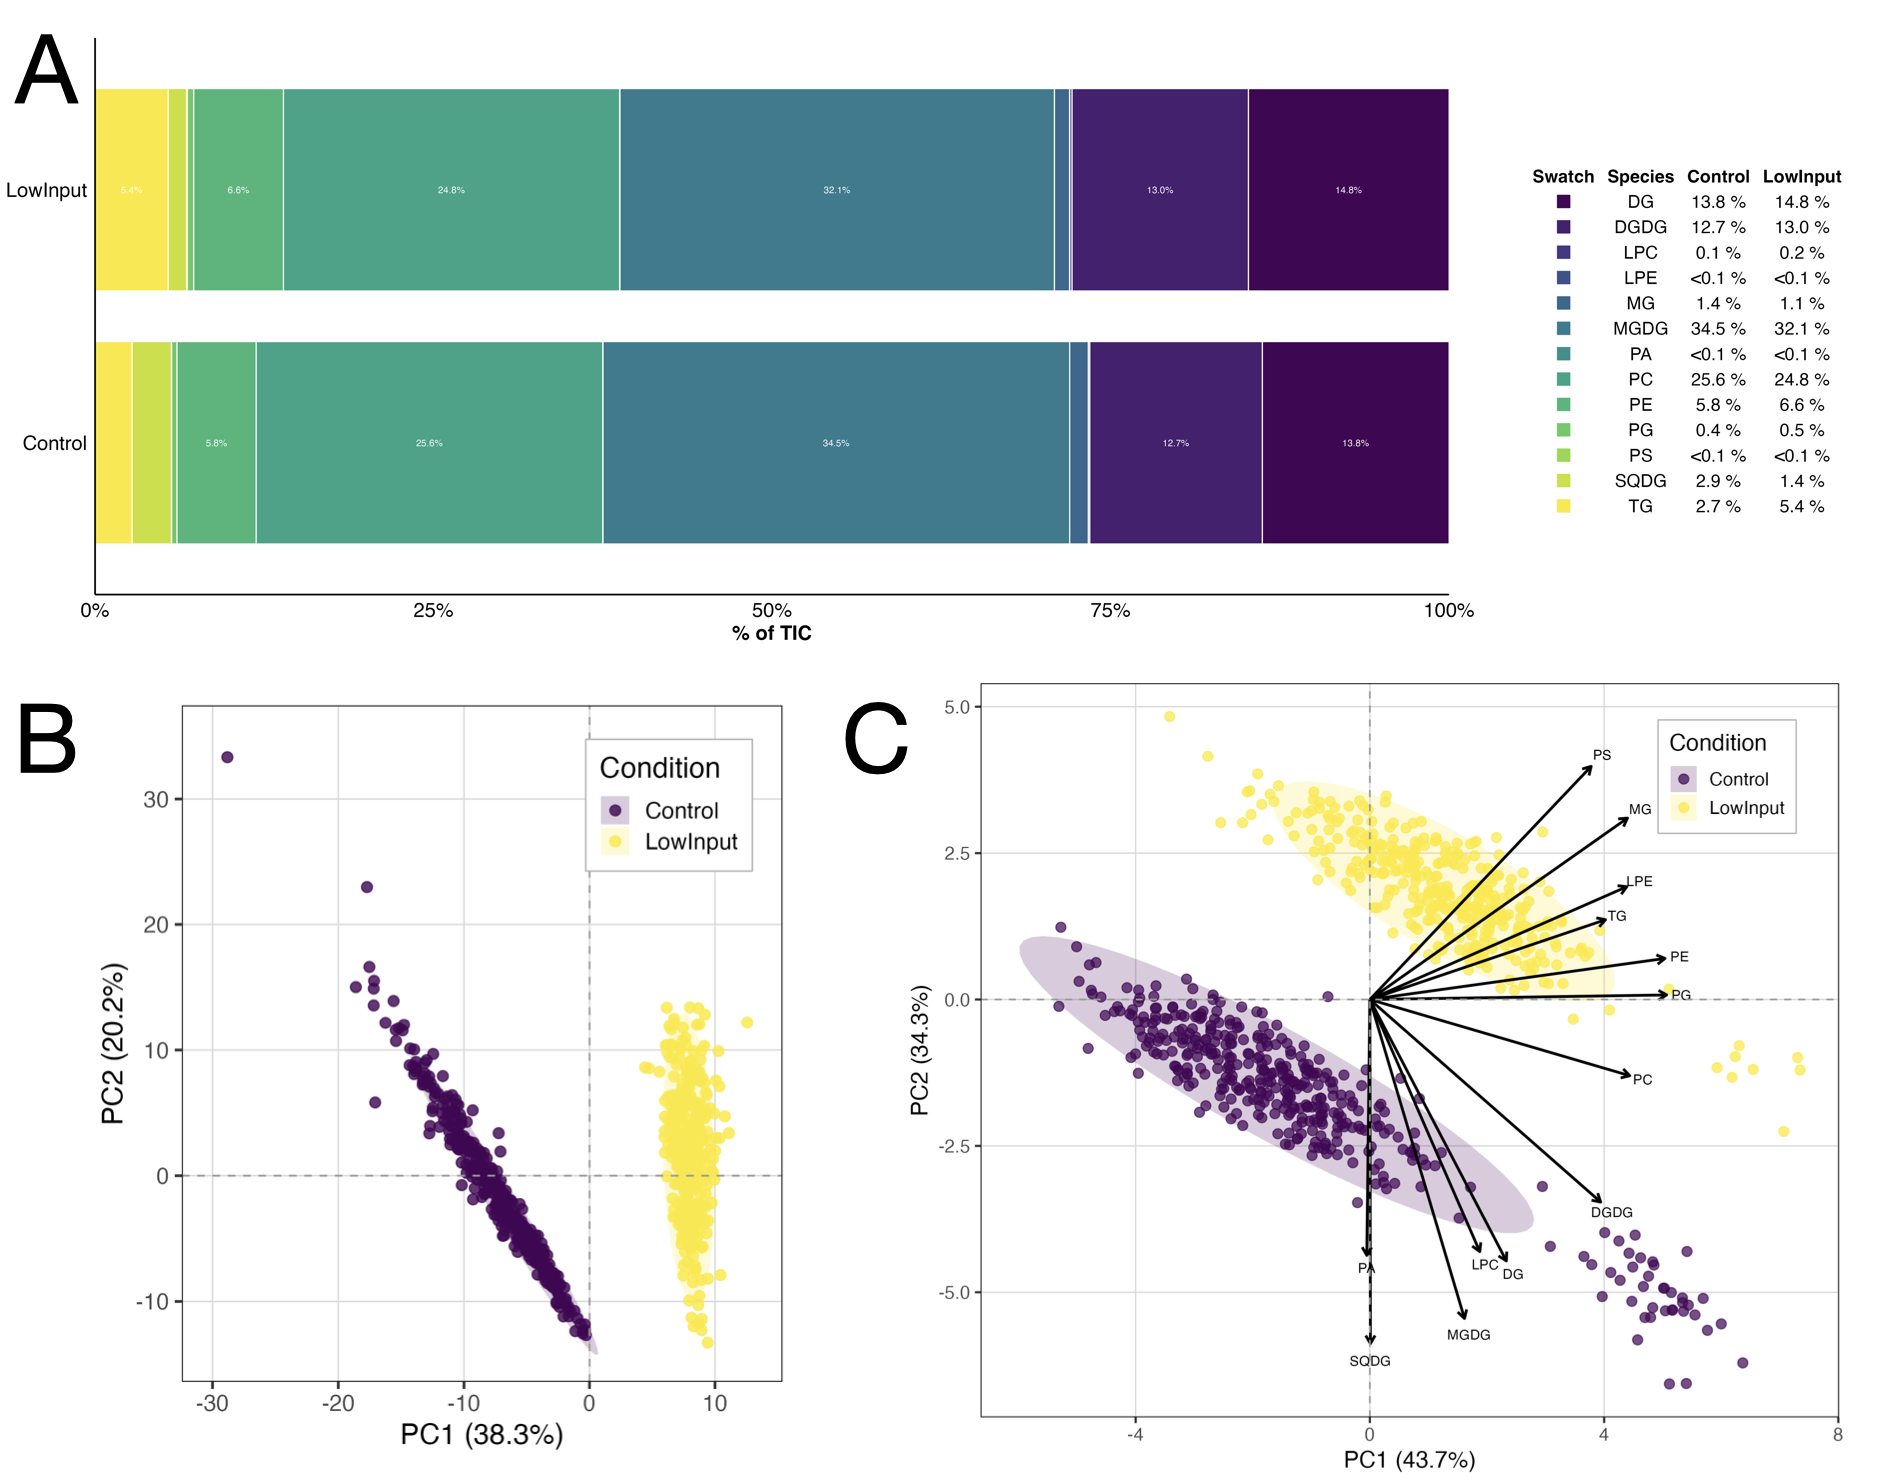 A
LowInput
5.4%
6.6%
24.8%
32.1%
13.0%
14.8%
Control
5.8%
25.6%
34.5%
12.7%
13.8%
0%
25%
50%
75%
100%
% of TIC
Swatch Species Control LowInput
DG 13.8 % 14.8 %
DGDG 12.7 % 13.0 %
LPC 0.1 % 0.2 %
LPE <0.1 % <0.1 %
MG 1.4 % 1.1 %
MGDG 34.5 % 32.1 %
PA <0.1 % <0.1 %
PC 25.6 % 24.8 %
PE 5.8 % 6.6 %
PG 0.4 % 0.5 %
PS <0.1 % <0.1 %
SQDG 2.9 % 1.4 %
TG 2.7 % 5.4 %
B
Condition
Control
LowInput
30
20
10
0
-10
-30
-20
-10
0
10
PC2 (20.2%)
PC1 (38.3%)
C
Condition
Control
LowInput
5.0
2.5
0.0
-2.5
-5.0
-4
0
4
8
PC2 (34.3%)
PC1 (43.7%)
PS
MG
LPE
TG
PE
PG
PC
DGDG
PA
LPC
DG
MGDG
SQDG